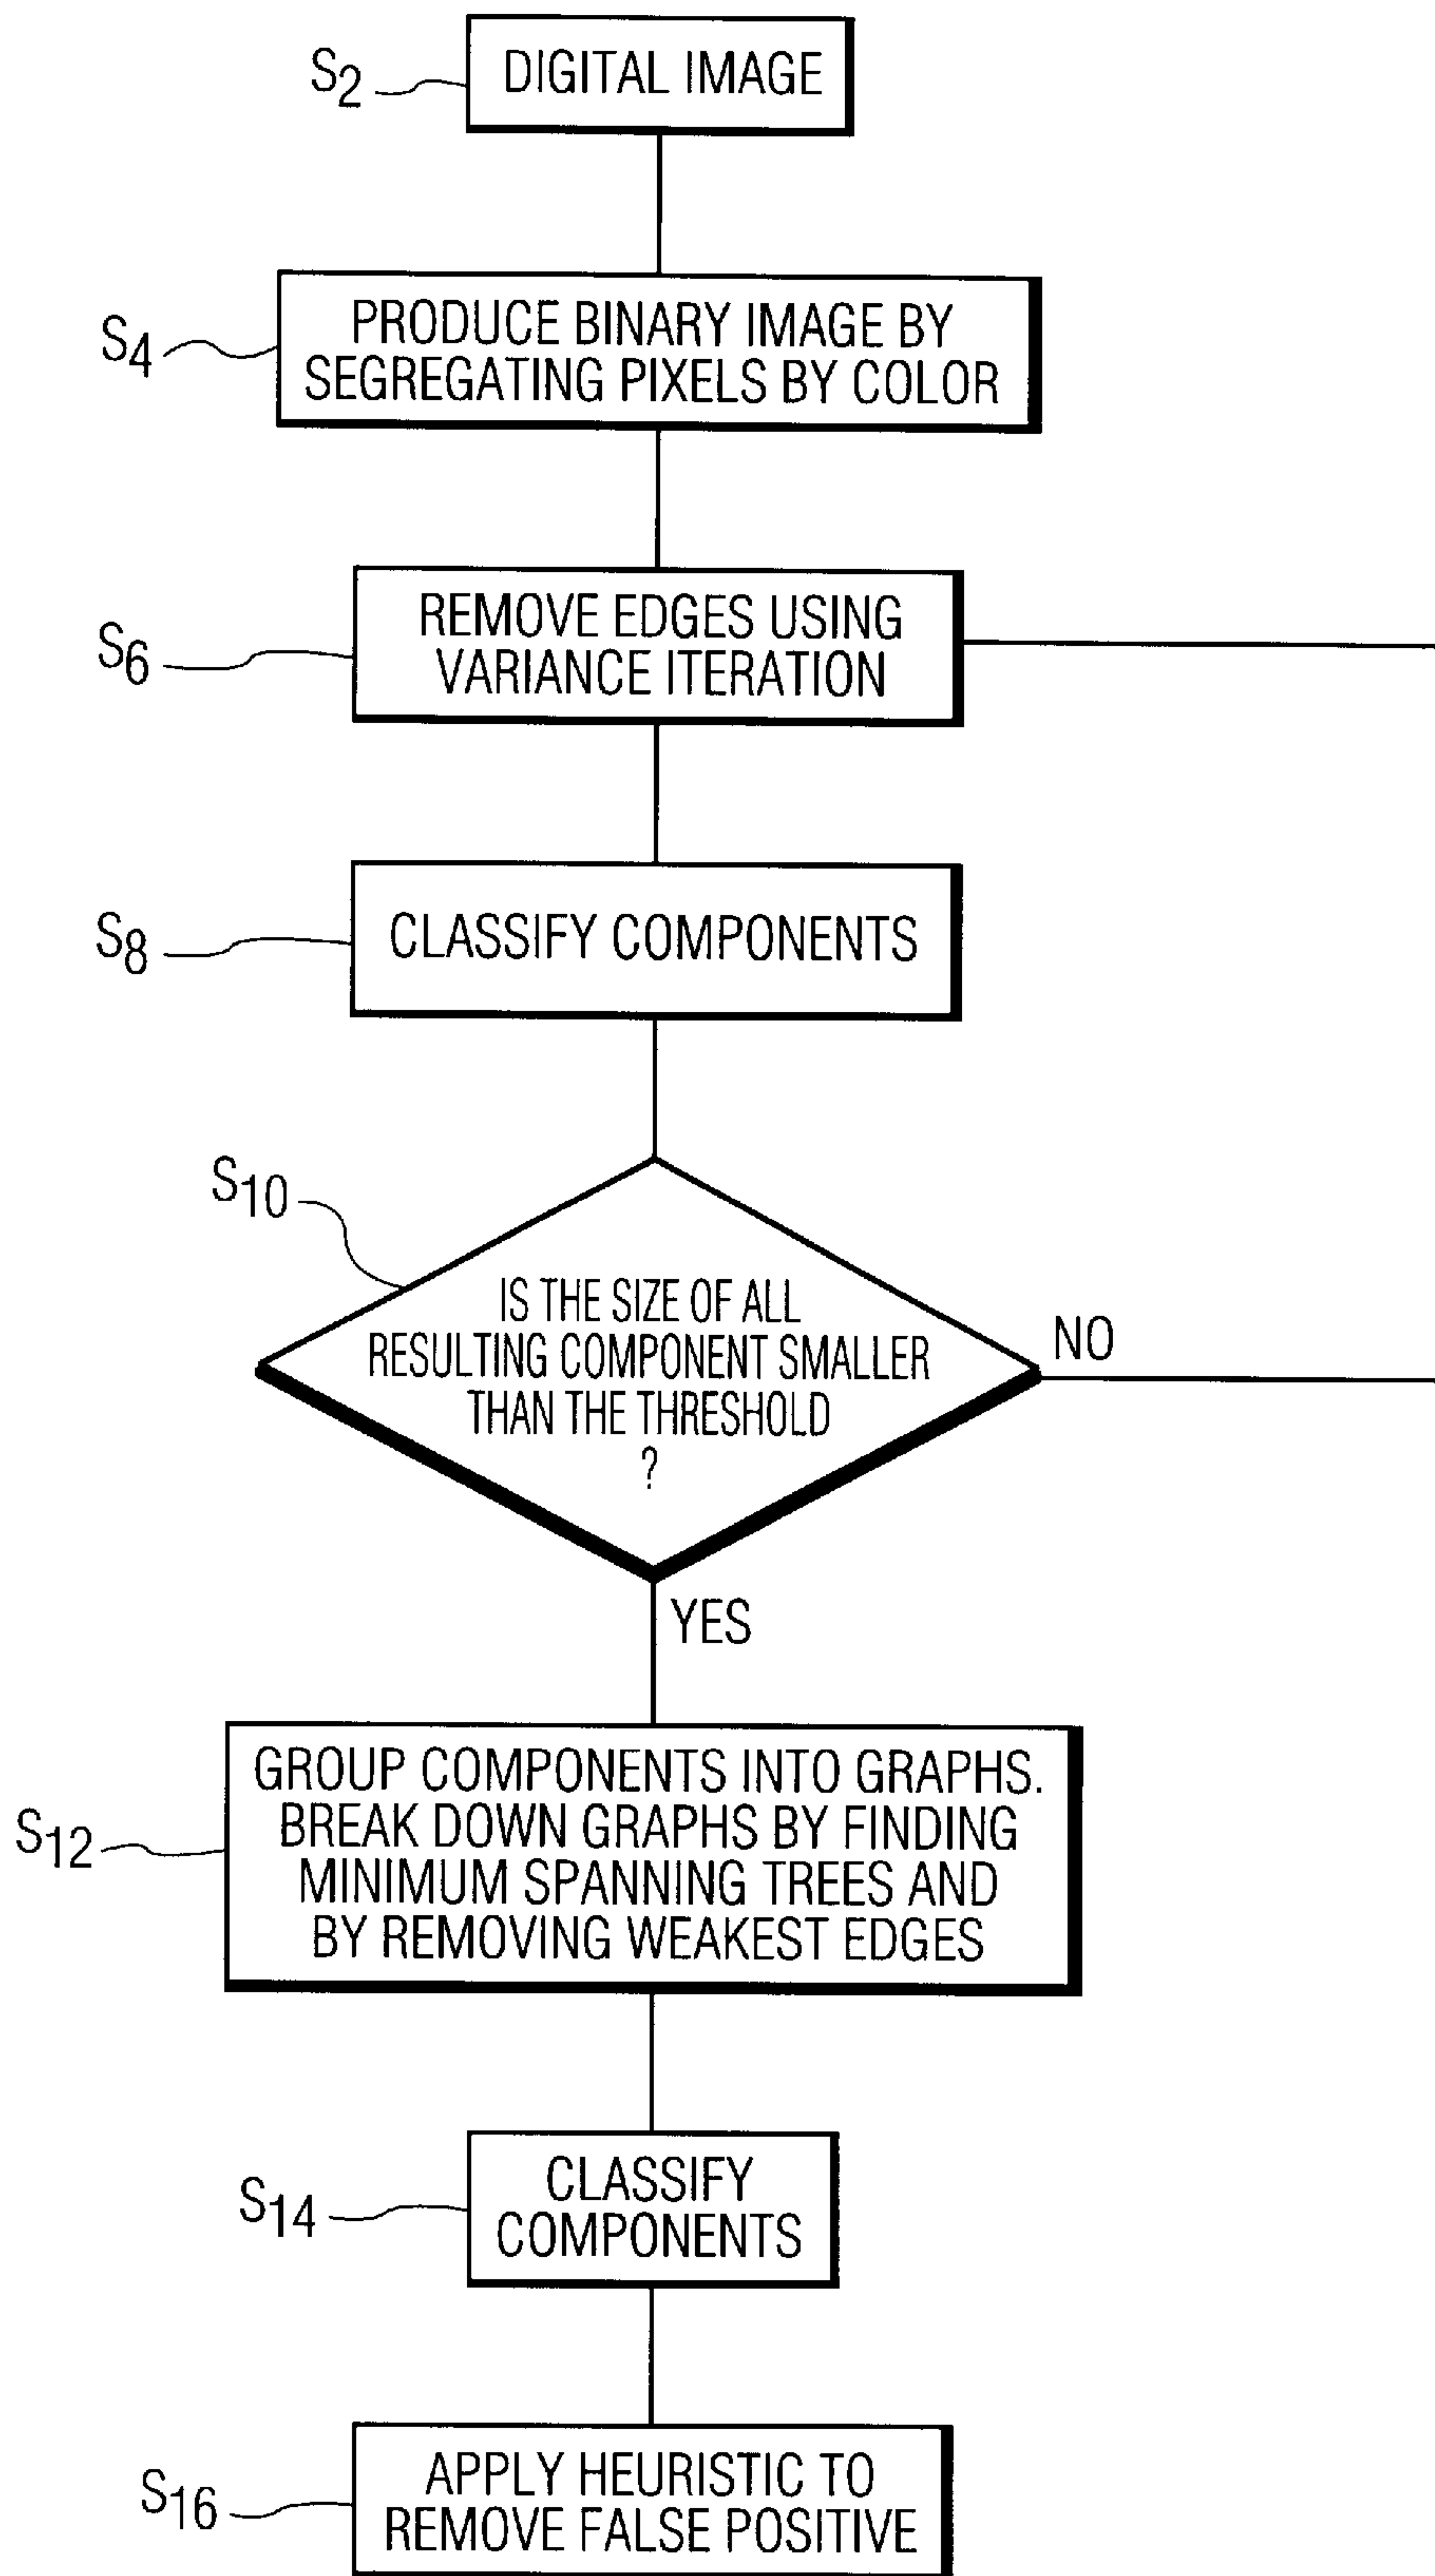 S2
DIGITAL IMAGE
S4
PRODUCE BINARY IMAGE BY
SEGREGATING PIXELS BY COLOR
S6
REMOVE EDGES USING
VARIANCE ITERATION
S8
CLASSIFY COMPONENTS
S10
IS THE SIZE OF ALL
RESULTING COMPONENT SMALLER
THAN THE THRESHOLD
?
NO
YES
S12
GROUP COMPONENTS INTO GRAPHS.
BREAK DOWN GRAPHS BY FINDING
MINIMUM SPANNING TREES AND
BY REMOVING WEAKEST EDGES
S14
CLASSIFY
COMPONENTS
S16
APPLY HEURISTIC TO
REMOVE FALSE POSITIVE